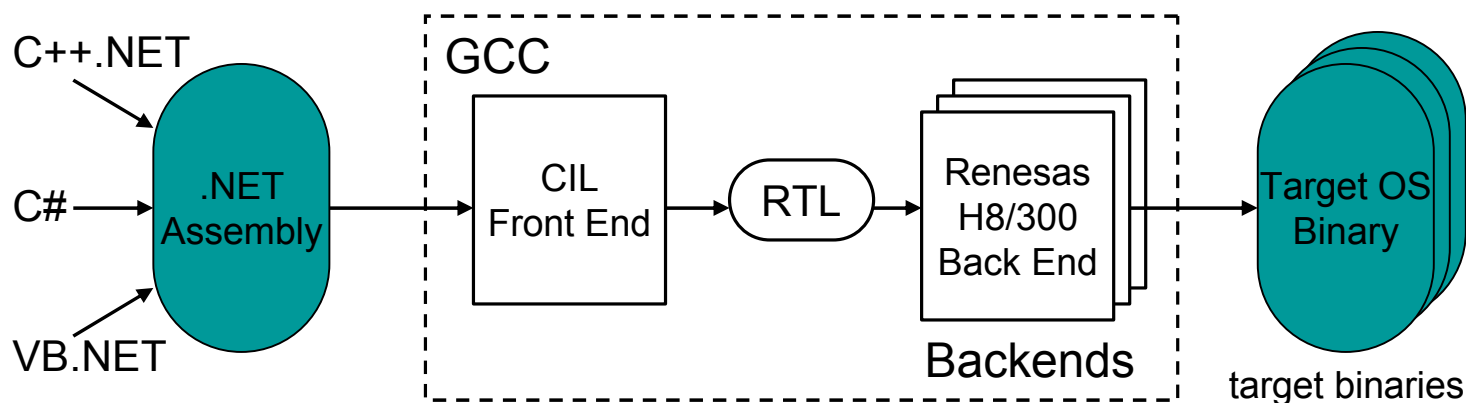 C++.NET
C#
VB.NET
.NET
Assembly
GCC
CIL
Front End
RTL
Renesas
H8/300
Back End
Backends
Target OS
Binary
target binaries